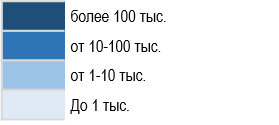 более 100 тыс.
от 10-100 тыс.
от 1-10 тыс.
До 1 тыс.